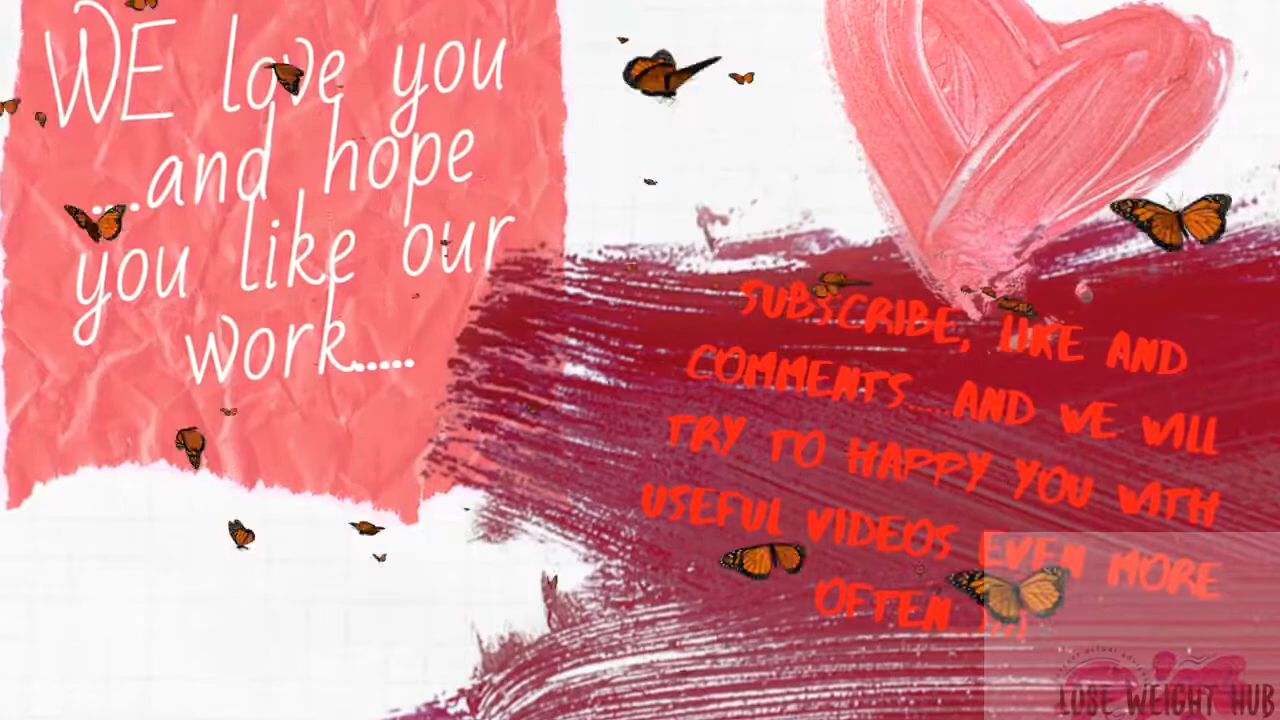 WE love you
...and hope
you like our
work.....
SUBSCRIBE, LIKE AND
COMMENTS.....AND WE WILL
TRY TO HAPPY YOU WITH
USEFUL VIDEOS EVEN MORE
OFTEN...;))
LOSE WEIGHT HUB